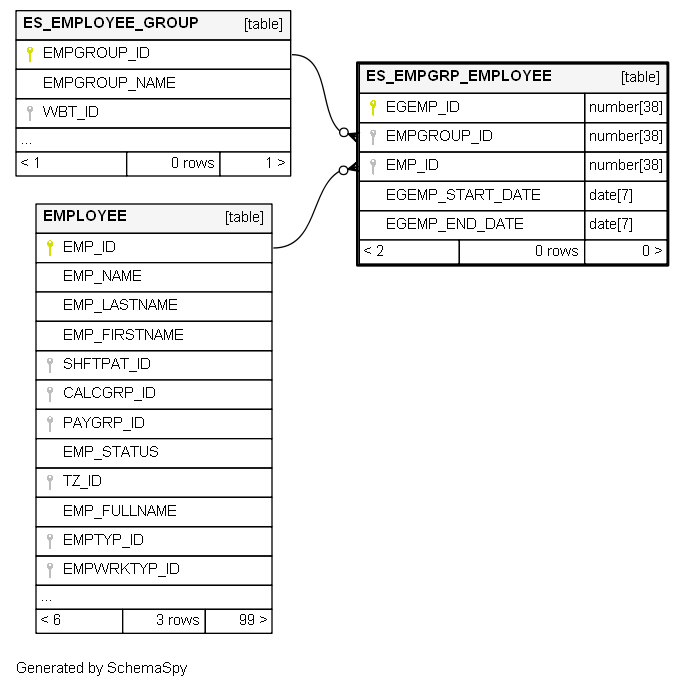 ES_EMPLOYEE_GROUP [table]
EMPGROUP_ID
EMPGROUP_NAME
WBT_ID
...
< 1 0 rows 1 >
ES_EMPGRP_EMPLOYEE [table]
EGEMP_ID number[38]
EMPGROUP_ID number[38]
EMP_ID number[38]
EGEMP_START_DATE date[7]
EGEMP_END_DATE date[7]
< 2 0 rows 0 >
EMPLOYEE [table]
EMP_ID
EMP_NAME
EMP_LASTNAME
EMP_FIRSTNAME
SHFTPAT_ID
CALCGRP_ID
PAYGRP_ID
EMP_STATUS
TZ_ID
EMP_FULLNAME
EMPTYP_ID
EMPWRKTYP_ID
...
< 6 3 rows 99 >
Generated by SchemaSpy